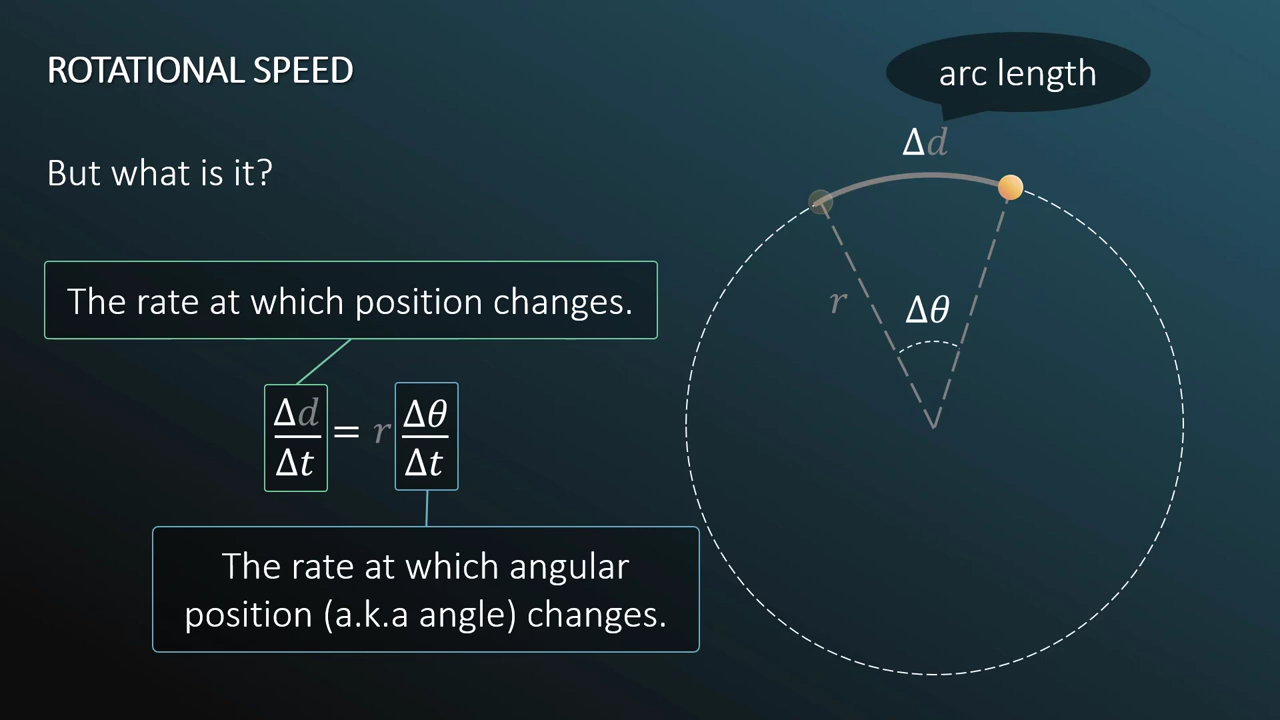 ROTATIONAL SPEED
arc length
Δd
But what is it?
The rate at which position changes.
r
Δθ
Δd/Δt = r Δθ/Δt
The rate at which angular
position (a.k.a angle) changes.